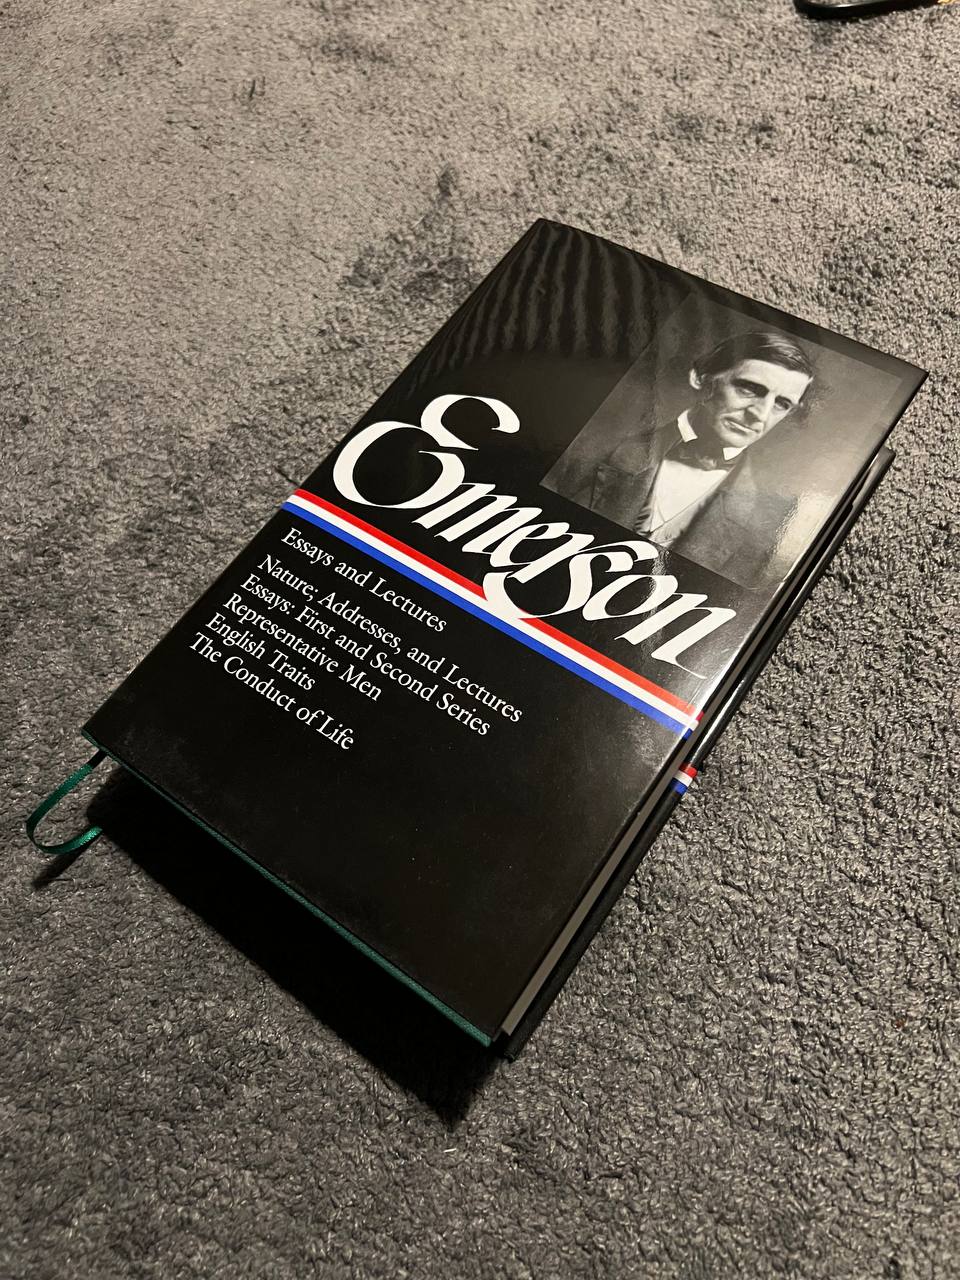 Emerson
Essays and Lectures
Nature; Addresses, and Lectures
Essays: First and Second Series
Representative Men
English Traits
The Conduct of Life